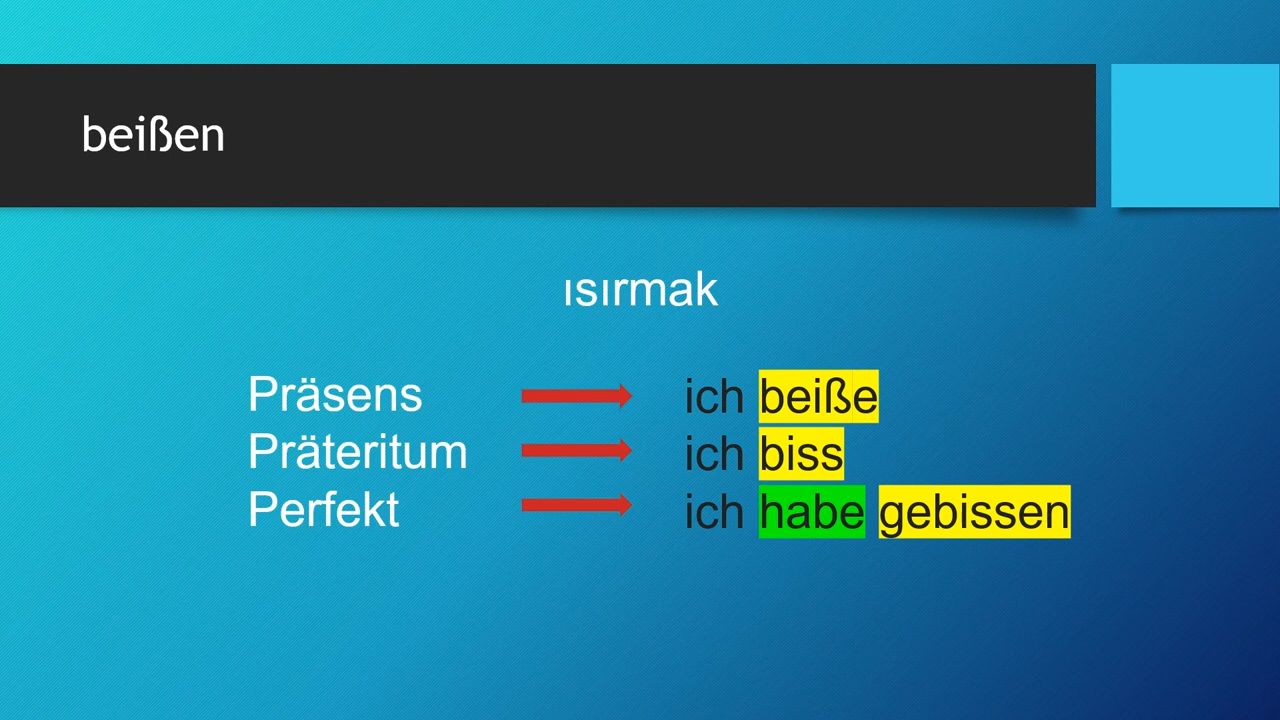 beißen
ısırmak
Präsens ich beiße
Präteritum ich biss
Perfekt ich habe gebissen